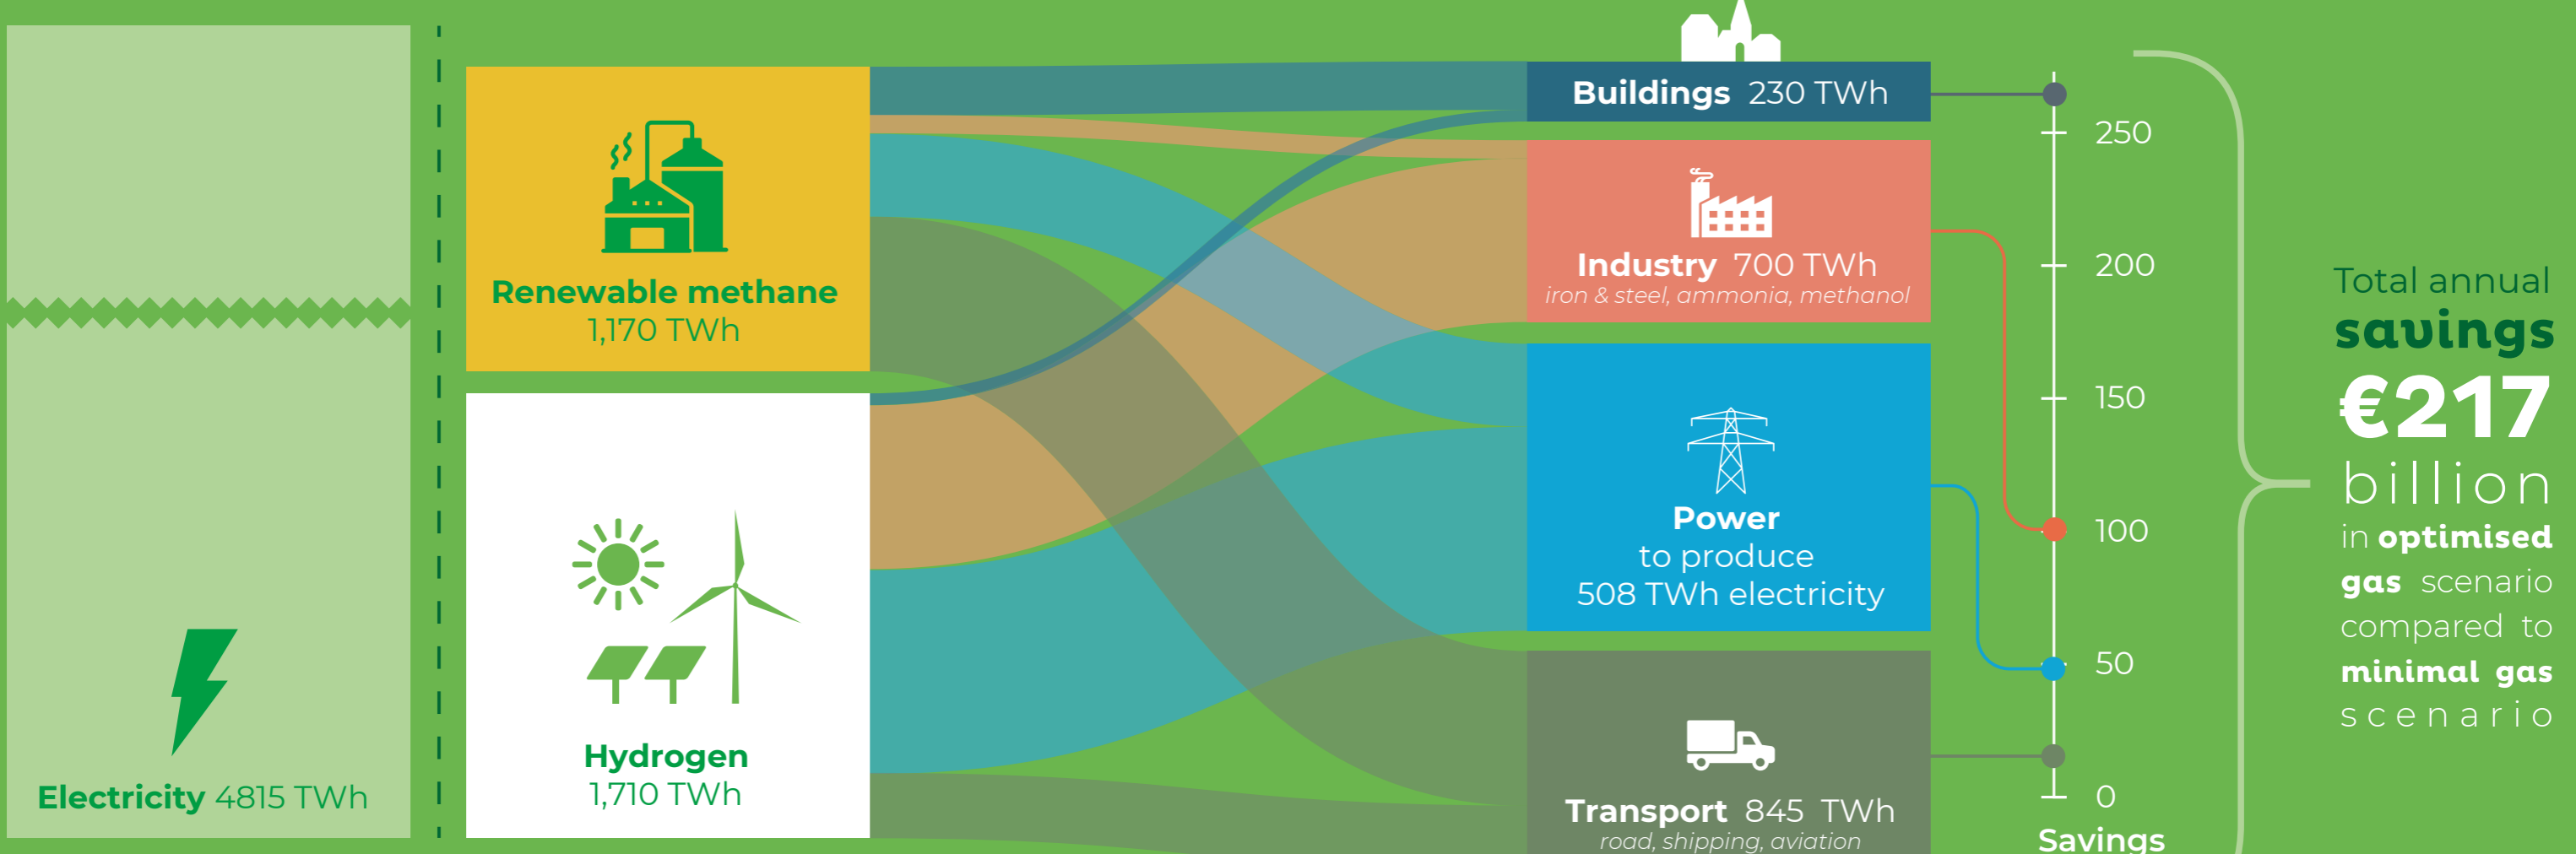 Electricity 4815 TWh
Renewable methane
1,170 TWh
Hydrogen
1,710 TWh
Buildings 230 TWh
Industry 700 TWh
iron & steel, ammonia, methanol
Power
to produce
508 TWh electricity
Transport 845 TWh
road, shipping, aviation
250
200
150
100
50
0
Savings
Total annual
savings
€217
billion
in optimised
gas scenario
compared to
minimal gas
scenario